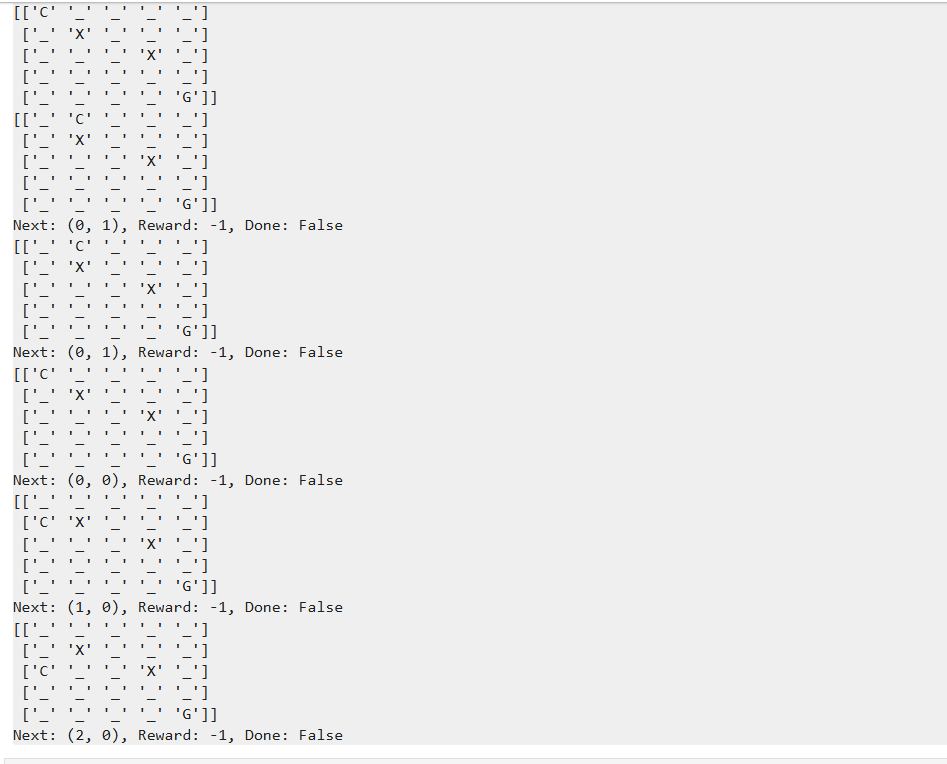 [['C' '_' '_' '_' '_']
 ['_' 'X' '_' '_' '_']
 ['_' '_' '_' 'X' '_']
 ['_' '_' '_' '_' '_']
 ['_' '_' '_' '_' 'G']]
[['_' 'C' '_' '_' '_']
 ['_' 'X' '_' '_' '_']
 ['_' '_' '_' 'X' '_']
 ['_' '_' '_' '_' '_']
 ['_' '_' '_' '_' 'G']]
Next: (0, 1), Reward: -1, Done: False
[['_' 'C' '_' '_' '_']
 ['_' 'X' '_' '_' '_']
 ['_' '_' '_' 'X' '_']
 ['_' '_' '_' '_' '_']
 ['_' '_' '_' '_' 'G']]
Next: (0, 1), Reward: -1, Done: False
[['C' '_' '_' '_' '_']
 ['_' 'X' '_' '_' '_']
 ['_' '_' '_' 'X' '_']
 ['_' '_' '_' '_' '_']
 ['_' '_' '_' '_' 'G']]
Next: (0, 0), Reward: -1, Done: False
[['_' '_' '_' '_' '_']
 ['C' 'X' '_' '_' '_']
 ['_' '_' '_' 'X' '_']
 ['_' '_' '_' '_' '_']
 ['_' '_' '_' '_' 'G']]
Next: (1, 0), Reward: -1, Done: False
[['_' '_' '_' '_' '_']
 ['_' 'X' '_' '_' '_']
 ['C' '_' '_' 'X' '_']
 ['_' '_' '_' '_' '_']
 ['_' '_' '_' '_' 'G']]
Next: (2, 0), Reward: -1, Done: False